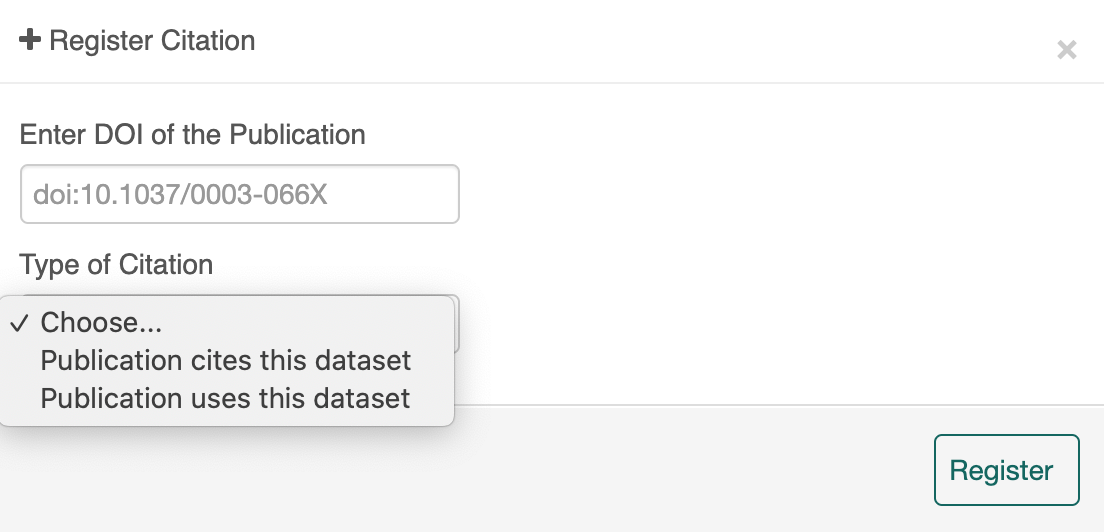 + Register Citation
×
Enter DOI of the Publication
doi:10.1037/0003-066X
Type of Citation
✓ Choose...
Publication cites this dataset
Publication uses this dataset
Register